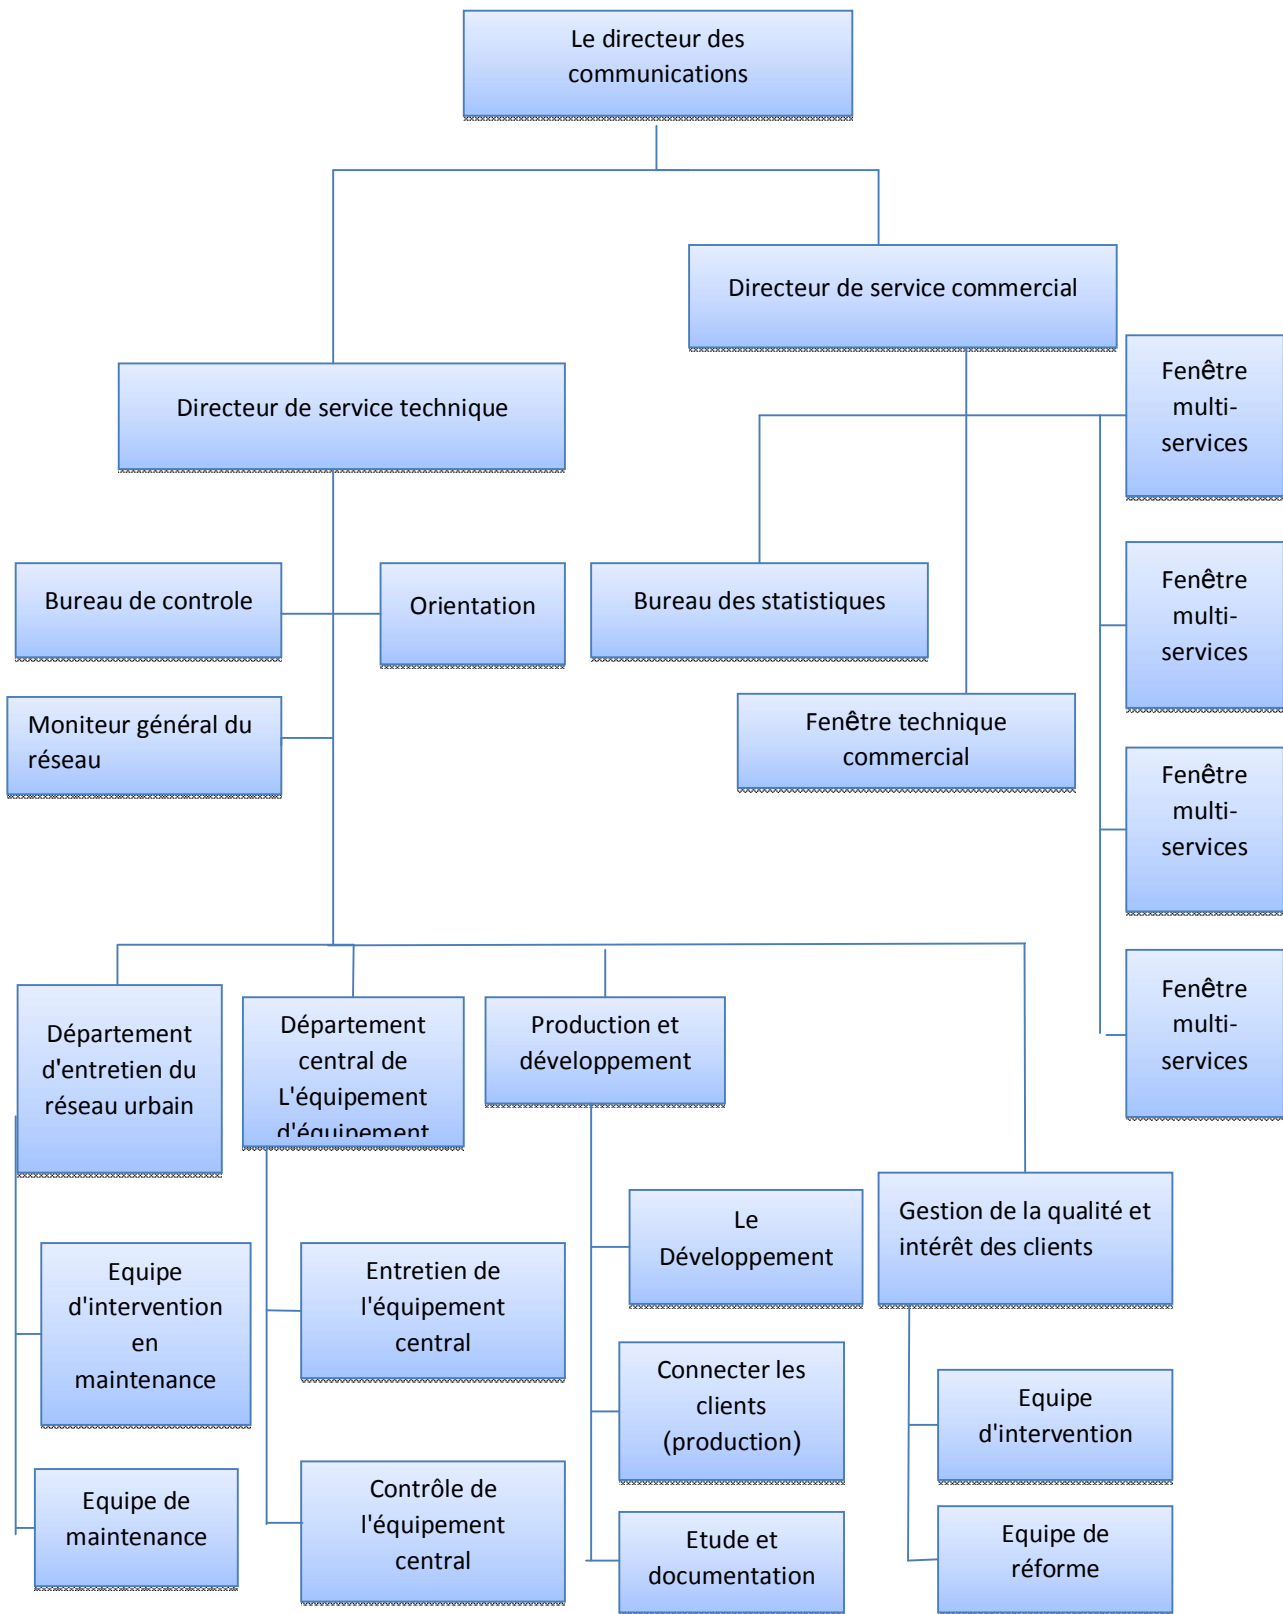 Le directeur des
communications
Directeur de service commercial
Directeur de service technique
Fenêtre
multi-
services
Bureau de controle
Orientation
Bureau des statistiques
Fenêtre
multi-
services
Moniteur général du
réseau
Fenêtre technique
commercial
Fenêtre
multi-
services
Fenêtre
multi-
services
Département
d'entretien du
réseau urbain
Département
central de
L'équipement
d'équipement
Production et
développement
Gestion de la qualité et
intérêt des clients
Equipe
d'intervention
en
maintenance
Entretien de
l'équipement
central
Le
Développement
Connecter les
clients
(production)
Equipe
d'intervention
Equipe de
maintenance
Contrôle de
l'équipement
central
Etude et
documentation
Equipe de
réforme